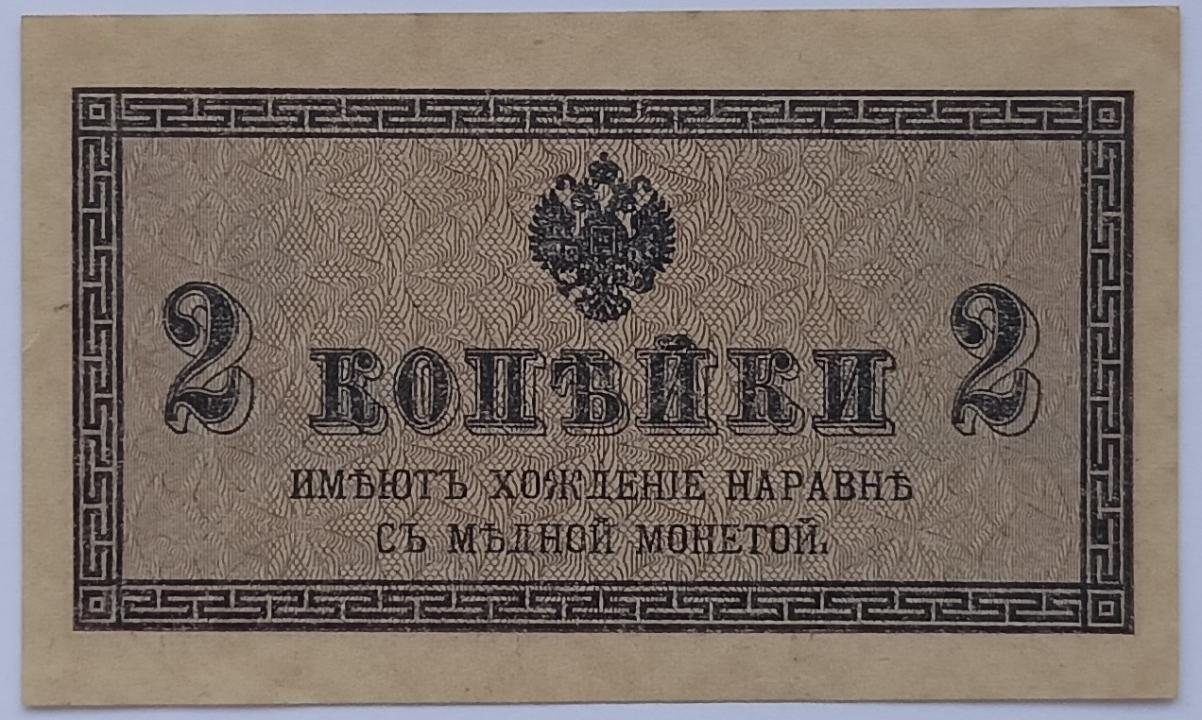 2 КОПѢЙКИ 2
ИМѢЮТЪ ХОЖДЕНІЕ НАРАВНѢ
СЪ МѢДНОЙ МОНЕТОЙ.